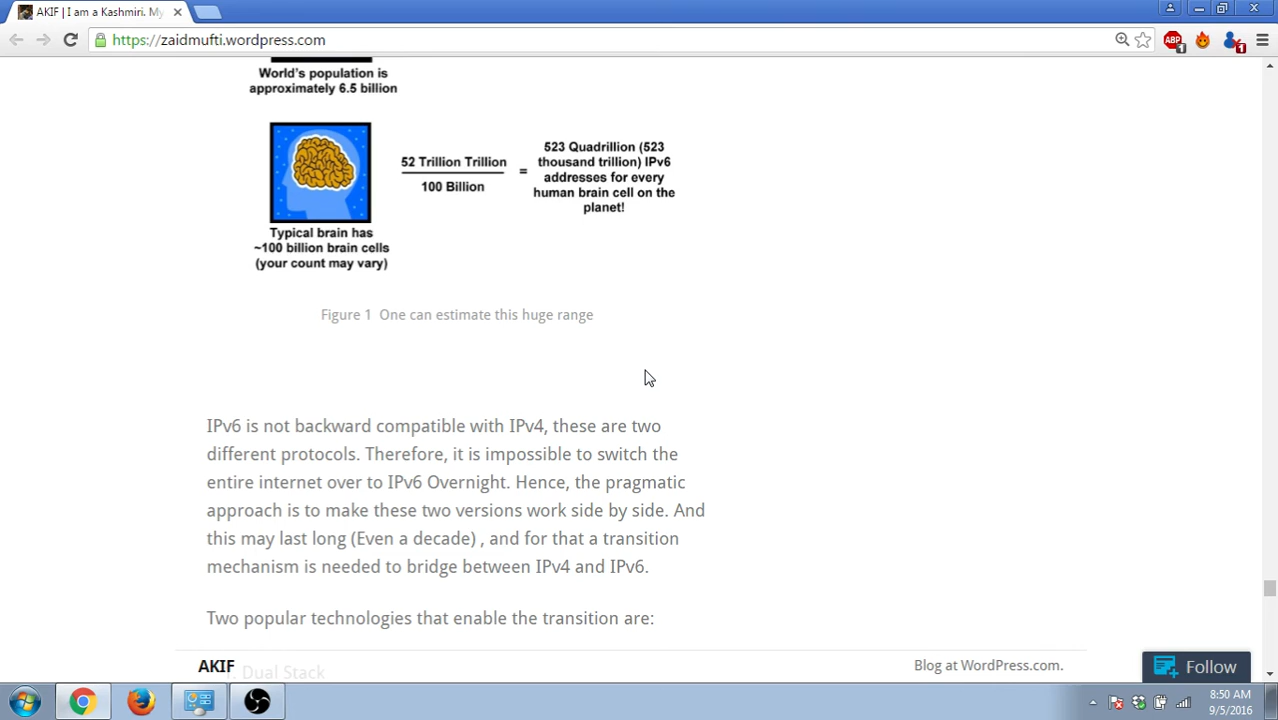 AKIF | I am a Kashmiri. My
https://zaidmufti.wordpress.com
ABP
1
1
World's population is
approximately 6.5 billion
52 Trillion Trillion
100 Billion
=
523 Quadrillion (523
thousand trillion) IPv6
addresses for every
human brain cell on the
planet!
Typical brain has
~100 billion brain cells
(your count may vary)
Figure 1 One can estimate this huge range
IPv6 is not backward compatible with IPv4, these are two
different protocols. Therefore, it is impossible to switch the
entire internet over to IPv6 Overnight. Hence, the pragmatic
approach is to make these two versions work side by side. And
this may last long (Even a decade) , and for that a transition
mechanism is needed to bridge between IPv4 and IPv6.
Two popular technologies that enable the transition are:
1. Dual Stack
AKIF
Blog at WordPress.com.
Follow
8:50 AM
9/5/2016